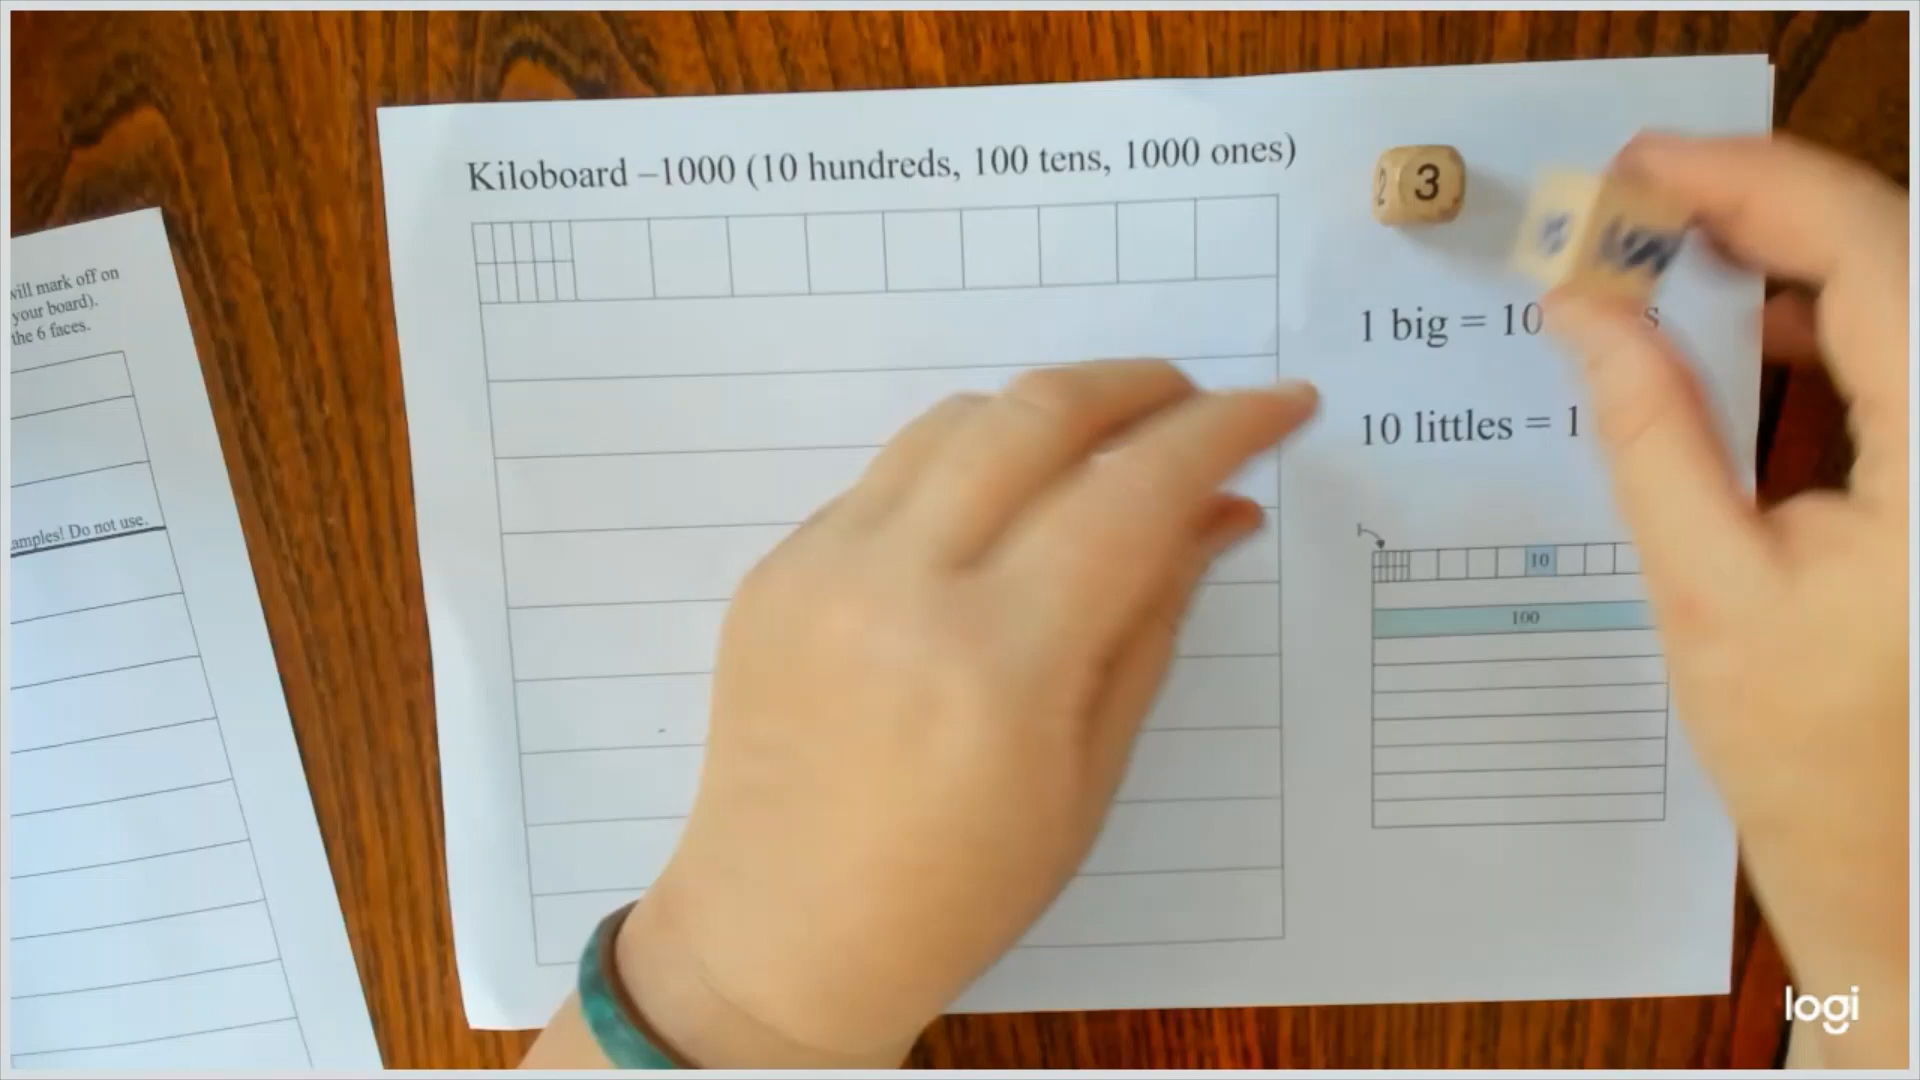 will mark off on
your board).
the 6 faces.
amples! Do not use.
Kiloboard –1000 (10 hundreds, 100 tens, 1000 ones)
2 3
1 big = 10 s
10 littles = 1
10
100
logi